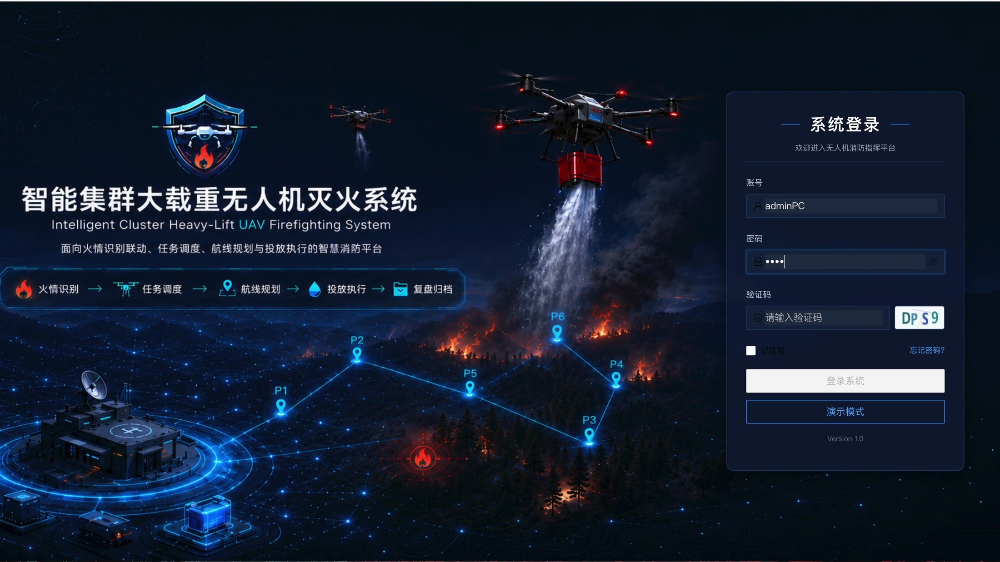 智能集群大载重无人机灭火系统
Intelligent Cluster Heavy-Lift UAV Firefighting System
面向火情识别联动、任务调度、航线规划与投放执行的智慧消防平台
火情识别 → 任务调度 → 航线规划 → 投放执行 → 复盘归档
P6
P2
P4
P5
P1
P3
H
系统登录
欢迎进入无人机消防指挥平台
账号
adminPC
密码
••••
验证码
请输入验证码 DPS9
记住我 忘记密码?
登录系统
演示模式
Version 1.0